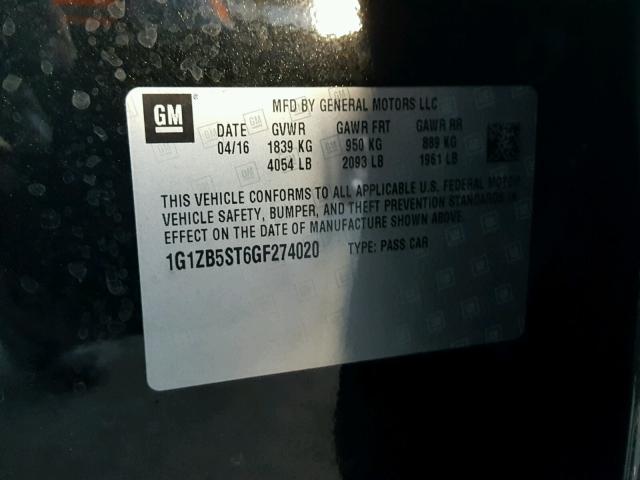 GM
MFD BY GENERAL MOTORS LLC
DATE GVWR GAWR FRT GAWR RR
04/16 1839 KG 950 KG 889 KG
4054 LB 2093 LB 1961 LB
THIS VEHICLE CONFORMS TO ALL APPLICABLE U.S. FEDERAL MOTOR
VEHICLE SAFETY, BUMPER, AND THEFT PREVENTION STANDARDS IN
EFFECT ON THE DATE OF MANUFACTURE SHOWN ABOVE.
1G1ZB5ST6GF274020 TYPE: PASS CAR